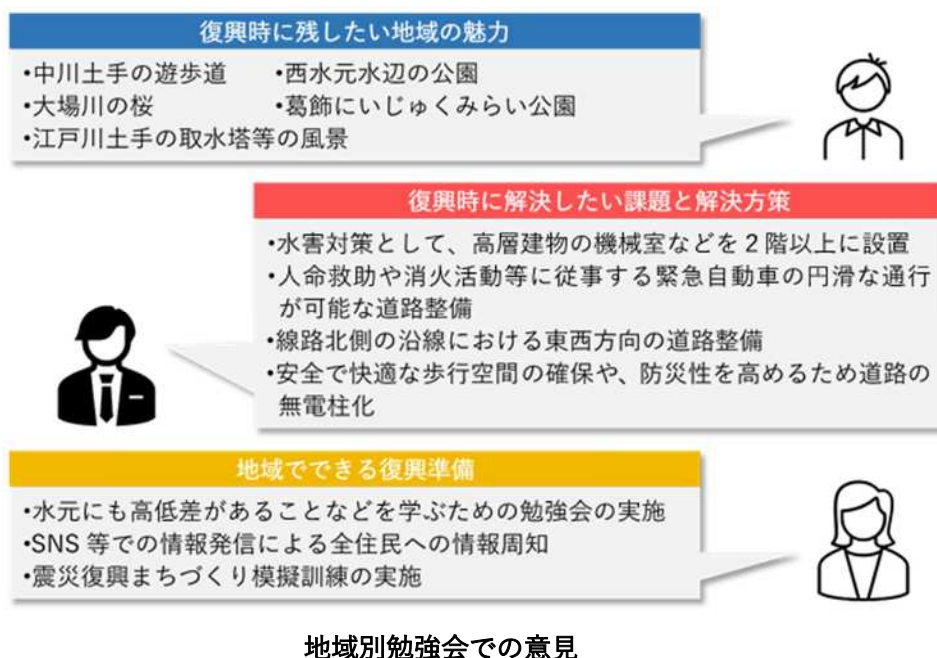 復興時に残したい地域の魅力
•中川土手の遊歩道 •西水元水辺の公園
•大場川の桜 •葛飾にいじゅくみらい公園
•江戸川土手の取水塔等の風景
復興時に解決したい課題と解決方策
•水害対策として、高層建物の機械室などを2階以上に設置
•人命救助や消火活動等に従事する緊急自動車の円滑な通行
が可能な道路整備
•線路北側の沿線における東西方向の道路整備
•安全で快適な歩行空間の確保や、防災性を高めるため道路の
無電柱化
地域でできる復興準備
•水元にも高低差があることなどを学ぶための勉強会の実施
•SNS 等での情報発信による全住民への情報周知
•震災復興まちづくり模擬訓練の実施
地域別勉強会での意見